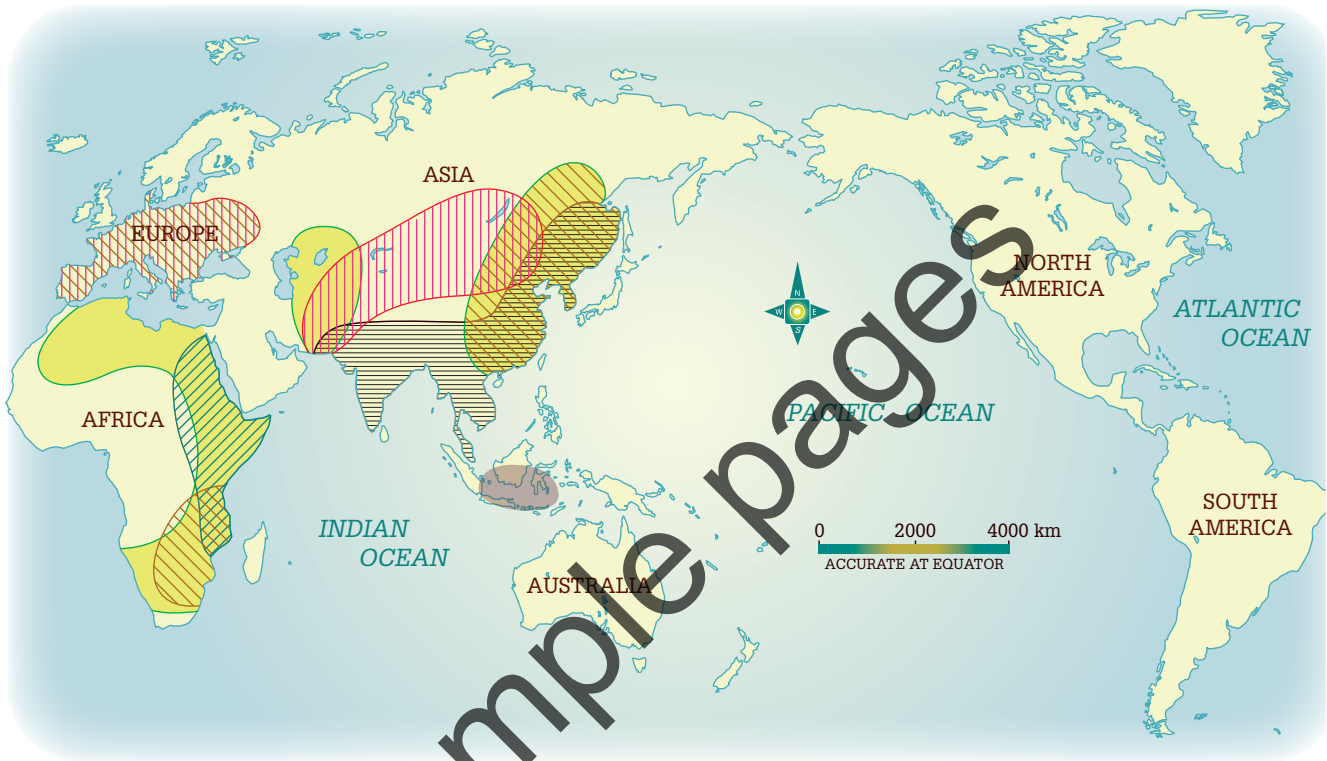 ASIA
EUROPE
NORTH
AMERICA
ATLANTIC
OCEAN
N
W E
S
AFRICA
PACIFIC OCEAN
INDIAN
OCEAN
0 2000 4000 km
ACCURATE AT EQUATOR
SOUTH
AMERICA
AUSTRALIA
mple pages